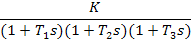 K
(1 + T₁s)(1 + T₂s)(1 + T₃s)